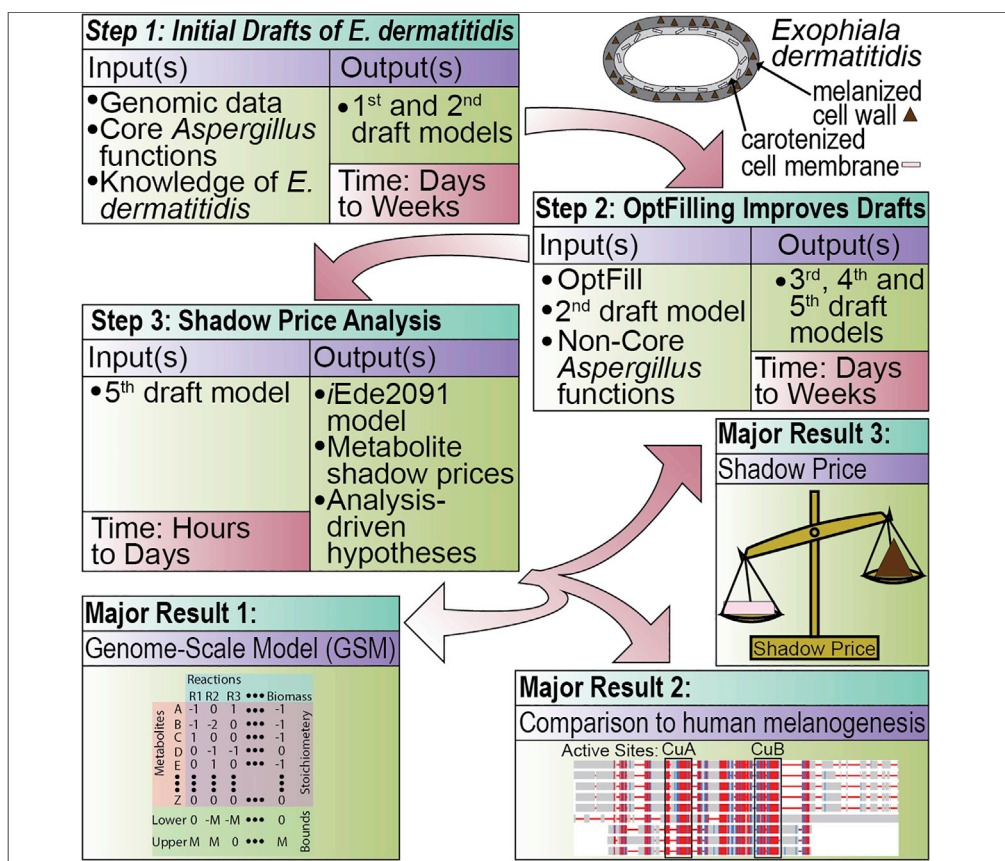 Step 1: Initial Drafts of E. dermatitidis
Input(s)
•Genomic data
•Core Aspergillus
functions
•Knowledge of E.
dermatitidis
Output(s)
•1st and 2nd
draft models
Time: Days
to Weeks
Exophiala
dermatitidis
melanized
cell wall
carotenized
cell membrane
Step 2: OptFilling Improves Drafts
Input(s)
•OptFill
•2nd draft model
•Non-Core
Aspergillus
functions
Output(s)
•3rd, 4th and
5th draft
models
Time: Days
to Weeks
Step 3: Shadow Price Analysis
Input(s)
•5th draft model
Time: Hours
to Days
Output(s)
•iEde2091
model
•Metabolite
shadow prices
•Analysis-
driven
hypotheses
Major Result 3:
Shadow Price
Shadow Price
Major Result 1:
Genome-Scale Model (GSM)
Reactions
R1 R2 R3 ••• Biomass
Metabolites
A -1 0 1 ••• -1
B -1 -2 0 ••• -1
C 0 0 0 ••• -1
D 0 -1 -1 ••• 0
E 0 1 0 ••• -1
Z 0 0 0 ••• 0
Stoichiometery
Lower 0 -M -M ••• 0
Upper M M 0 ••• M
Bounds
Major Result 2:
Comparison to human melanogenesis
Active Sites: CuA CuB